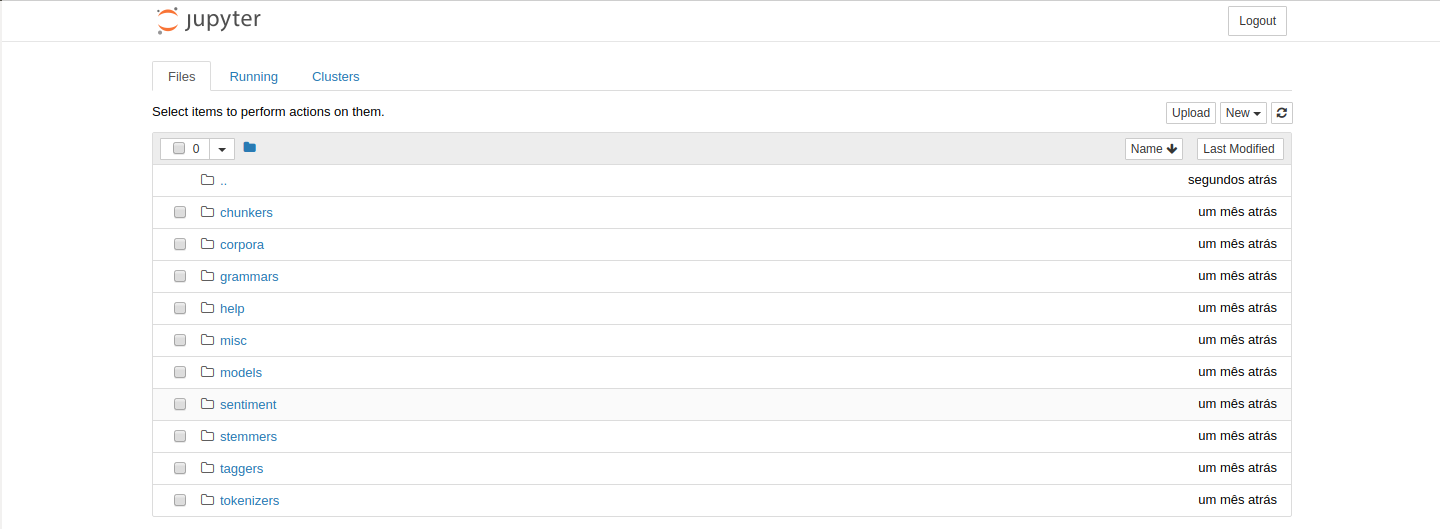 jupyter Logout
Files Running Clusters
Select items to perform actions on them. Upload New
0 Name Last Modified
.. segundos atrás
chunkers um mês atrás
corpora um mês atrás
grammars um mês atrás
help um mês atrás
misc um mês atrás
models um mês atrás
sentiment um mês atrás
stemmers um mês atrás
taggers um mês atrás
tokenizers um mês atrás